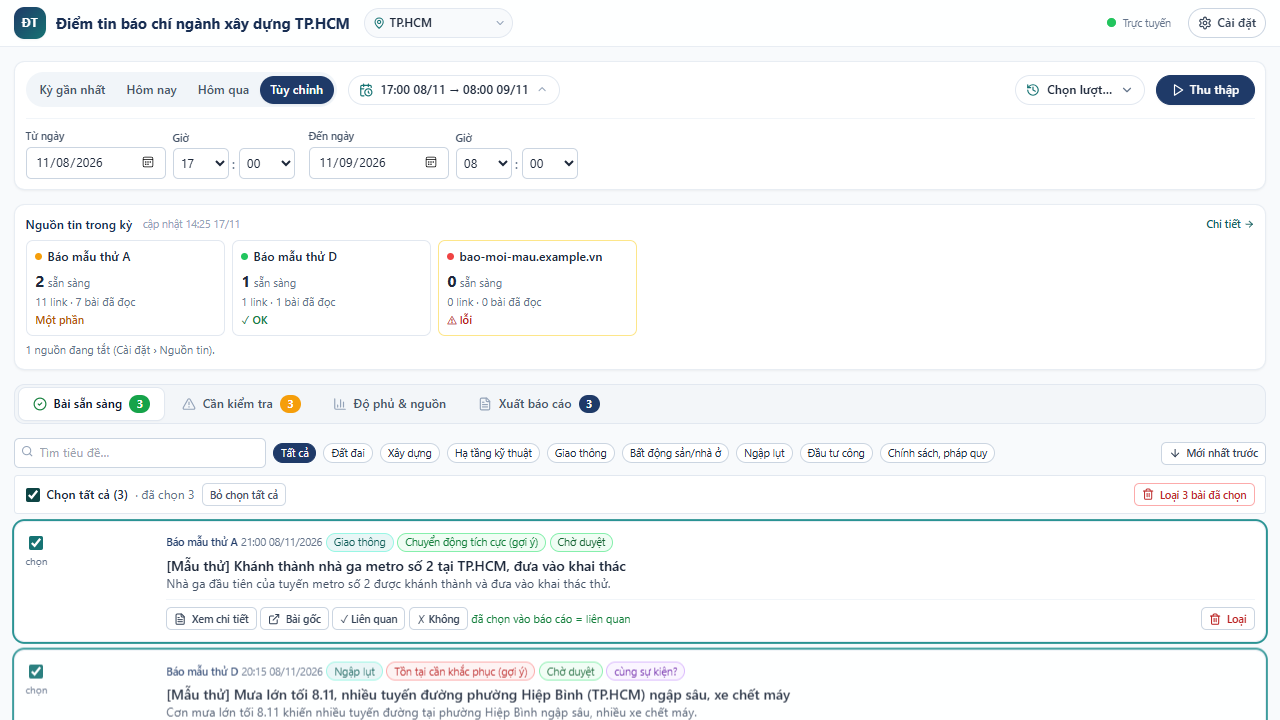 ĐT Điểm tin báo chí ngành xây dựng TP.HCM TP.HCM Trực tuyến Cài đặt
Kỳ gần nhất Hôm nay Hôm qua Tùy chỉnh 17:00 08/11 → 08:00 09/11 Chọn lượt... Thu thập
Từ ngày Giờ Đến ngày Giờ
11/08/2026 17 : 00 11/09/2026 08 : 00
Nguồn tin trong kỳ cập nhật 14:25 17/11 Chi tiết →
Báo mẫu thử A Báo mẫu thử D bao-moi-mau.example.vn
2 sẵn sàng 1 sẵn sàng 0 sẵn sàng
11 link · 7 bài đã đọc 1 link · 1 bài đã đọc 0 link · 0 bài đã đọc
Một phần ✓ OK ⚠ lỗi
1 nguồn đang tắt (Cài đặt › Nguồn tin).
Bài sẵn sàng 3 Cần kiểm tra 3 Độ phủ & nguồn Xuất báo cáo 3
Tìm tiêu đề... Tất cả Đất đai Xây dựng Hạ tầng kỹ thuật Giao thông Bất động sản/nhà ở Ngập lụt Đầu tư công Chính sách, pháp quy Mới nhất trước
Chọn tất cả (3) · đã chọn 3 Bỏ chọn tất cả Loại 3 bài đã chọn
Báo mẫu thử A 21:00 08/11/2026 Giao thông Chuyển động tích cực (gợi ý) Chờ duyệt
chọn
[Mẫu thử] Khánh thành nhà ga metro số 2 tại TP.HCM, đưa vào khai thác
Nhà ga đầu tiên của tuyến metro số 2 được khánh thành và đưa vào khai thác thử.
Xem chi tiết Bài gốc ✓ Liên quan ✗ Không đã chọn vào báo cáo = liên quan Loại
Báo mẫu thử D 20:15 08/11/2026 Ngập lụt Tồn tại cần khắc phục (gợi ý) Chờ duyệt cùng sự kiện?
chọn
[Mẫu thử] Mưa lớn tối 8.11, nhiều tuyến đường phường Hiệp Bình (TP.HCM) ngập sâu, xe chết máy
Cơn mưa lớn tối 8.11 khiến nhiều tuyến đường tại phường Hiệp Bình ngập sâu, nhiều xe chết máy.